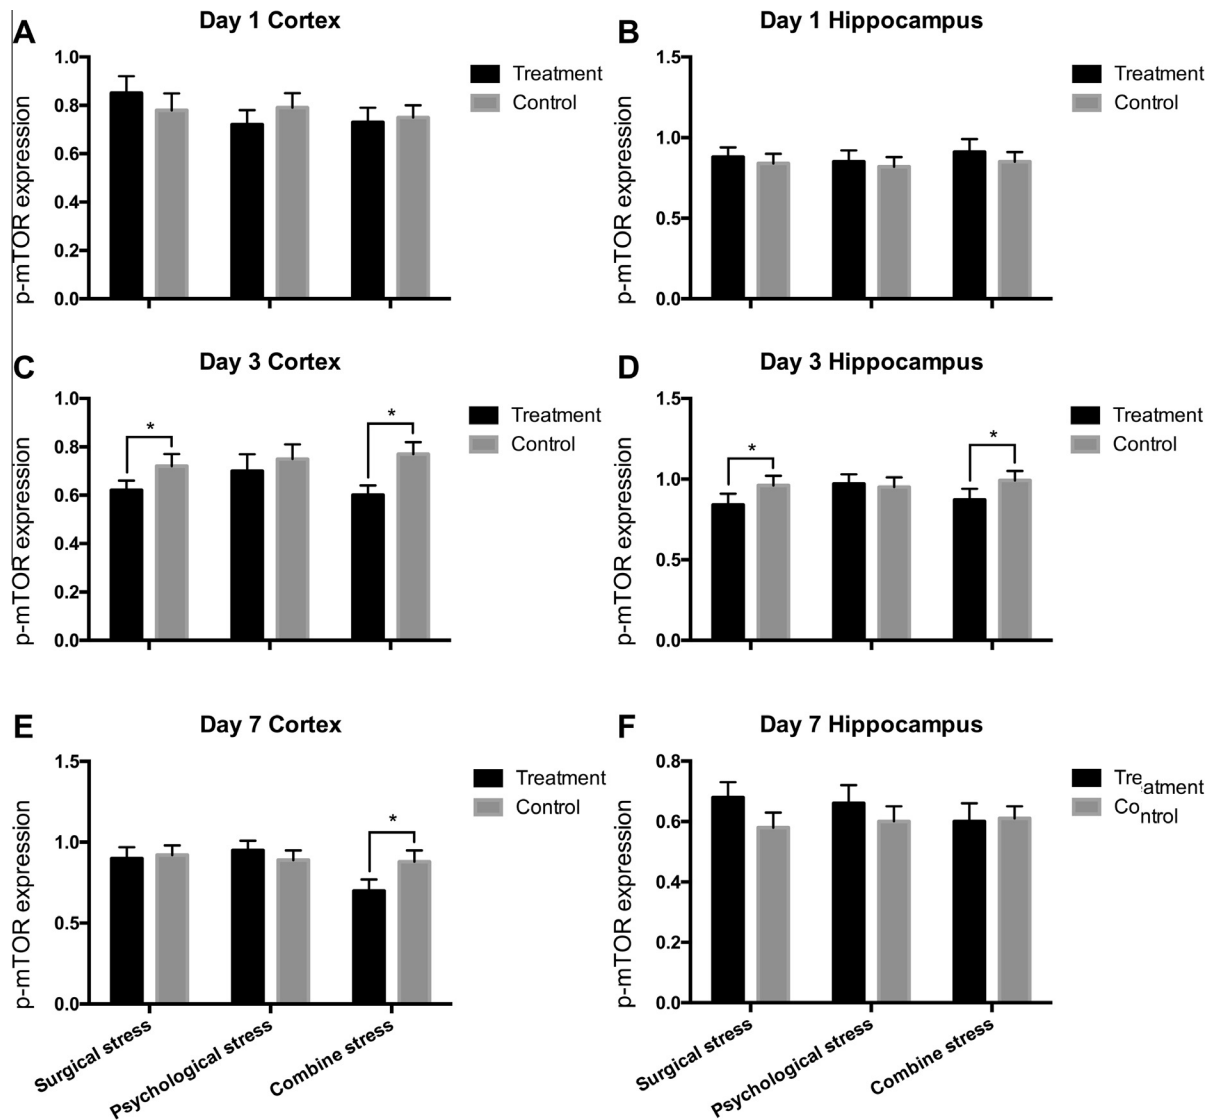 A
Day 1 Cortex
p-mTOR expression
1.0
0.8
0.6
0.4
0.2
0.0
Treatment
Control
B
Day 1 Hippocampus
p-mTOR expression
1.5
1.0
0.5
0.0
Treatment
Control
C
Day 3 Cortex
p-mTOR expression
1.0
0.8
0.6
0.4
0.2
0.0
*
*
Treatment
Control
D
Day 3 Hippocampus
p-mTOR expression
1.5
1.0
0.5
0.0
*
*
Treatment
Control
E
Day 7 Cortex
p-mTOR expression
1.5
1.0
0.5
0.0
*
Treatment
Control
Surgical stress
Psychological stress
Combine stress
F
Day 7 Hippocampus
p-mTOR expression
0.8
0.6
0.4
0.2
0.0
Treatment
Control
Surgical stress
Psychological stress
Combine stress